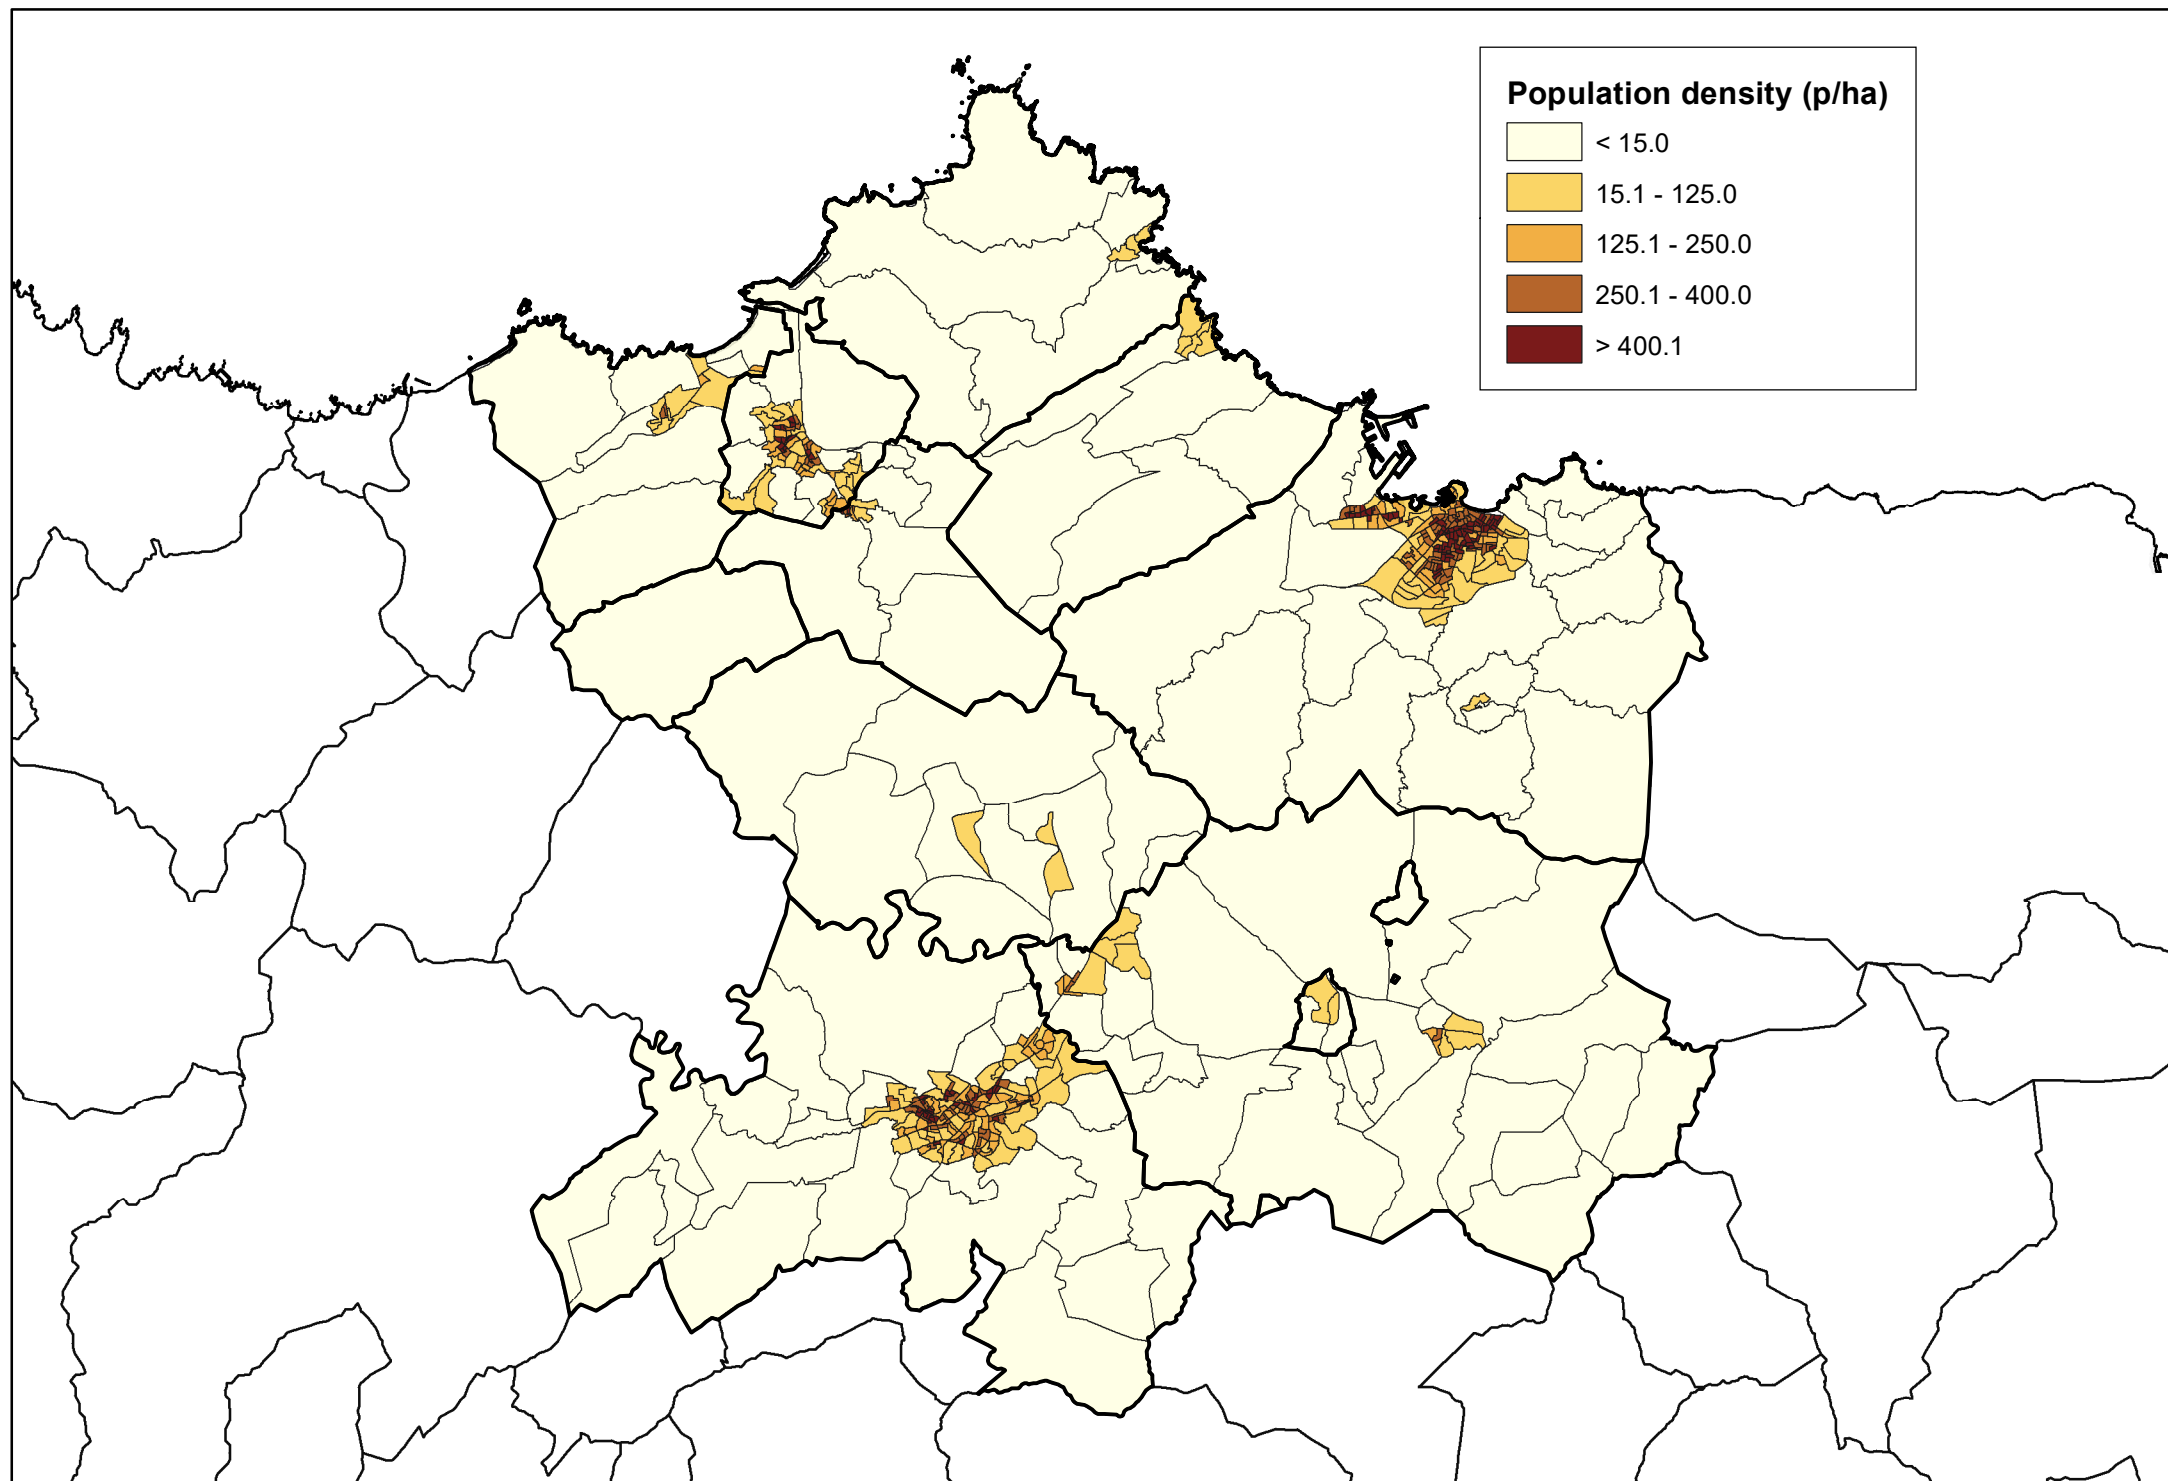 Population density (p/ha)
< 15.0
15.1 - 125.0
125.1 - 250.0
250.1 - 400.0
> 400.1